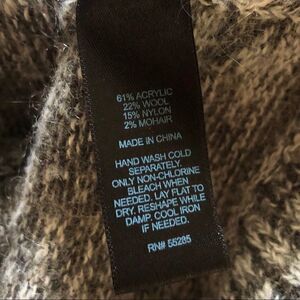 61% ACRYLIC
22% WOOL
15% NYLON
2% MOHAIR
MADE IN CHINA
HAND WASH COLD
SEPARATELY.
ONLY NON-CHLORINE
BLEACH WHEN
NEEDED. LAY FLAT TO
DRY. RESHAPE WHILE
DAMP. COOL IRON
IF NEEDED.
RN# 55285